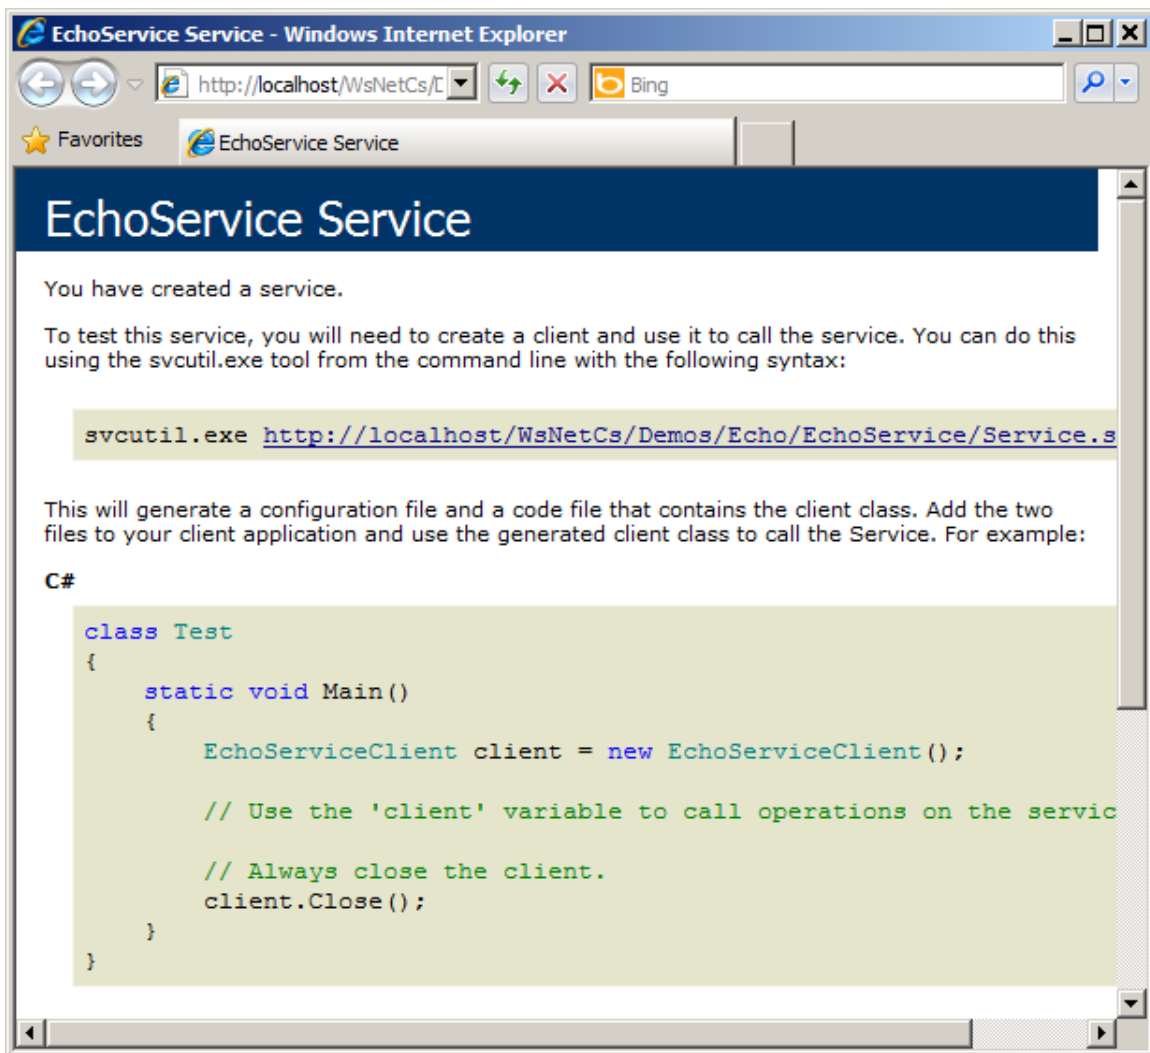 EchoService Service - Windows Internet Explorer
http://localhost/WsNetCs/D
Bing
Favorites
EchoService Service
EchoService Service
You have created a service.
To test this service, you will need to create a client and use it to call the service. You can do this
using the svcutil.exe tool from the command line with the following syntax:
svcutil.exe http://localhost/WsNetCs/Demos/Echo/EchoService/Service.s
This will generate a configuration file and a code file that contains the client class. Add the two
files to your client application and use the generated client class to call the Service. For example:
C#
class Test
{
static void Main()
{
EchoServiceClient client = new EchoServiceClient();
// Use the 'client' variable to call operations on the servic
// Always close the client.
client.Close();
}
}